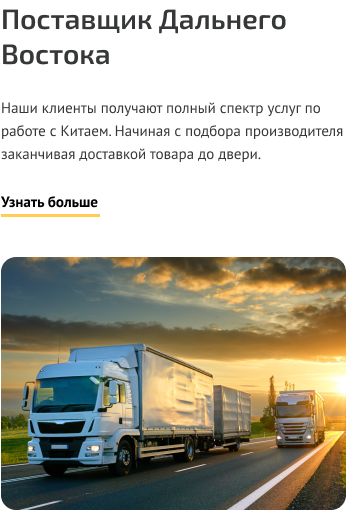 Поставщик Дальнего
Востока
Наши клиенты получают полный спектр услуг по
работе с Китаем. Начиная с подбора производителя
заканчивая доставкой товара до двери.
Узнать больше